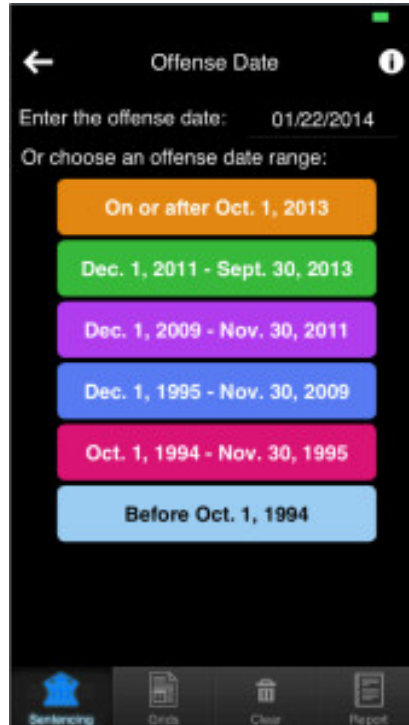 Offense Date
Enter the offense date: 01/22/2014
Or choose an offense date range:
On or after Oct. 1, 2013
Dec. 1, 2011 - Sept. 30, 2013
Dec. 1, 2009 - Nov. 30, 2011
Dec. 1, 1995 - Nov. 30, 2009
Oct. 1, 1994 - Nov. 30, 1995
Before Oct. 1, 1994
Sentencing Grids Clear Report